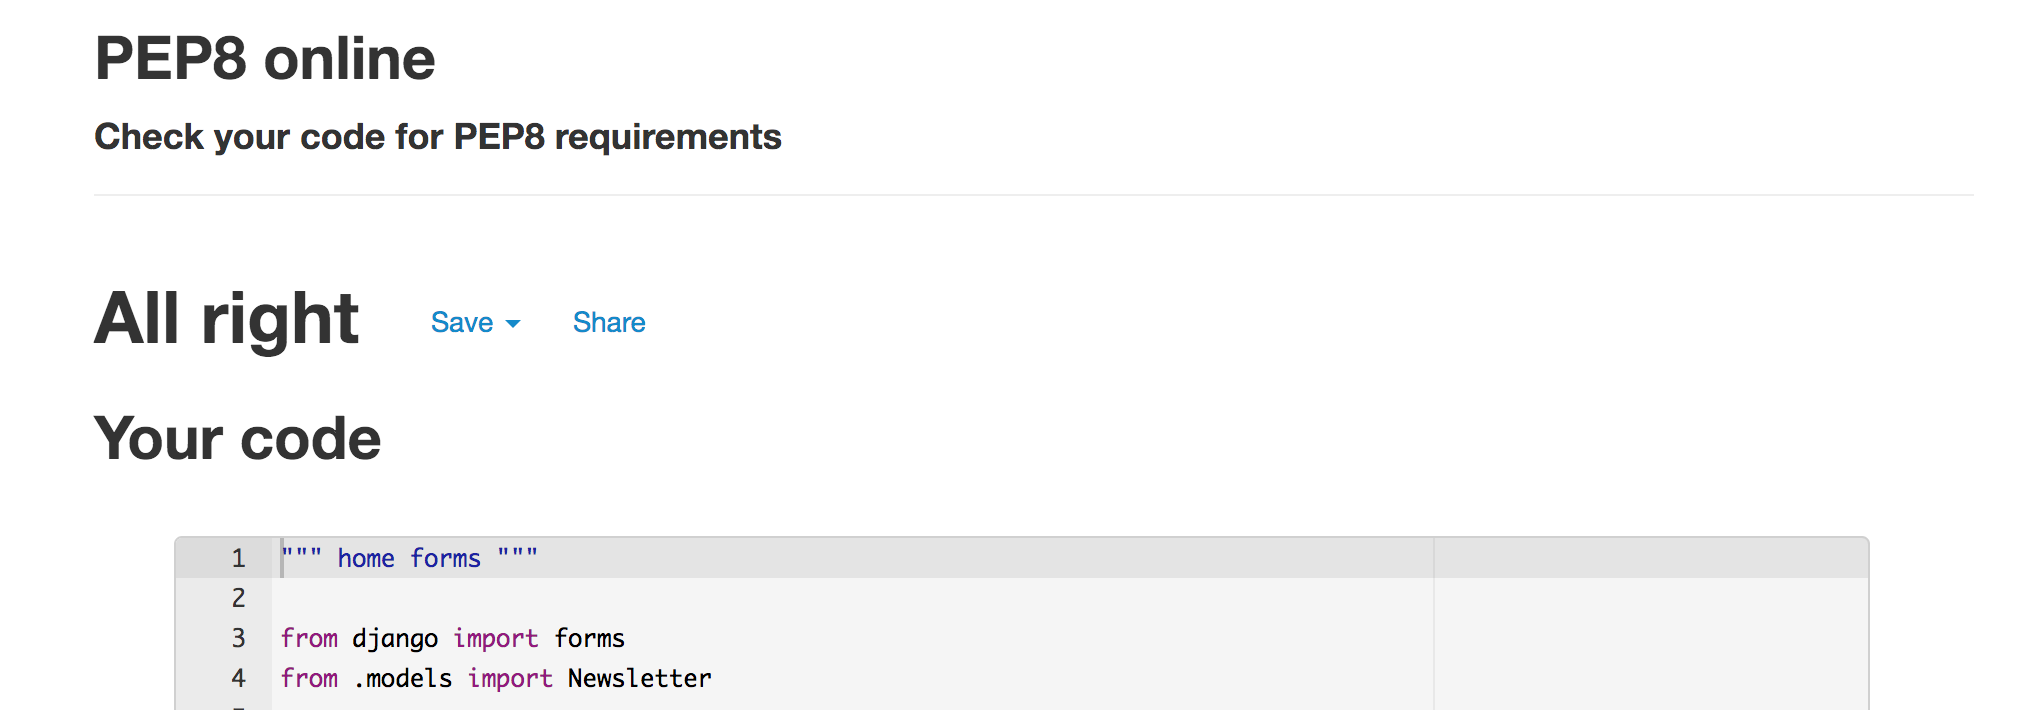 PEP8 online
Check your code for PEP8 requirements
All right Save Share
Your code
1 """ home forms """
2
3 from django import forms
4 from .models import Newsletter